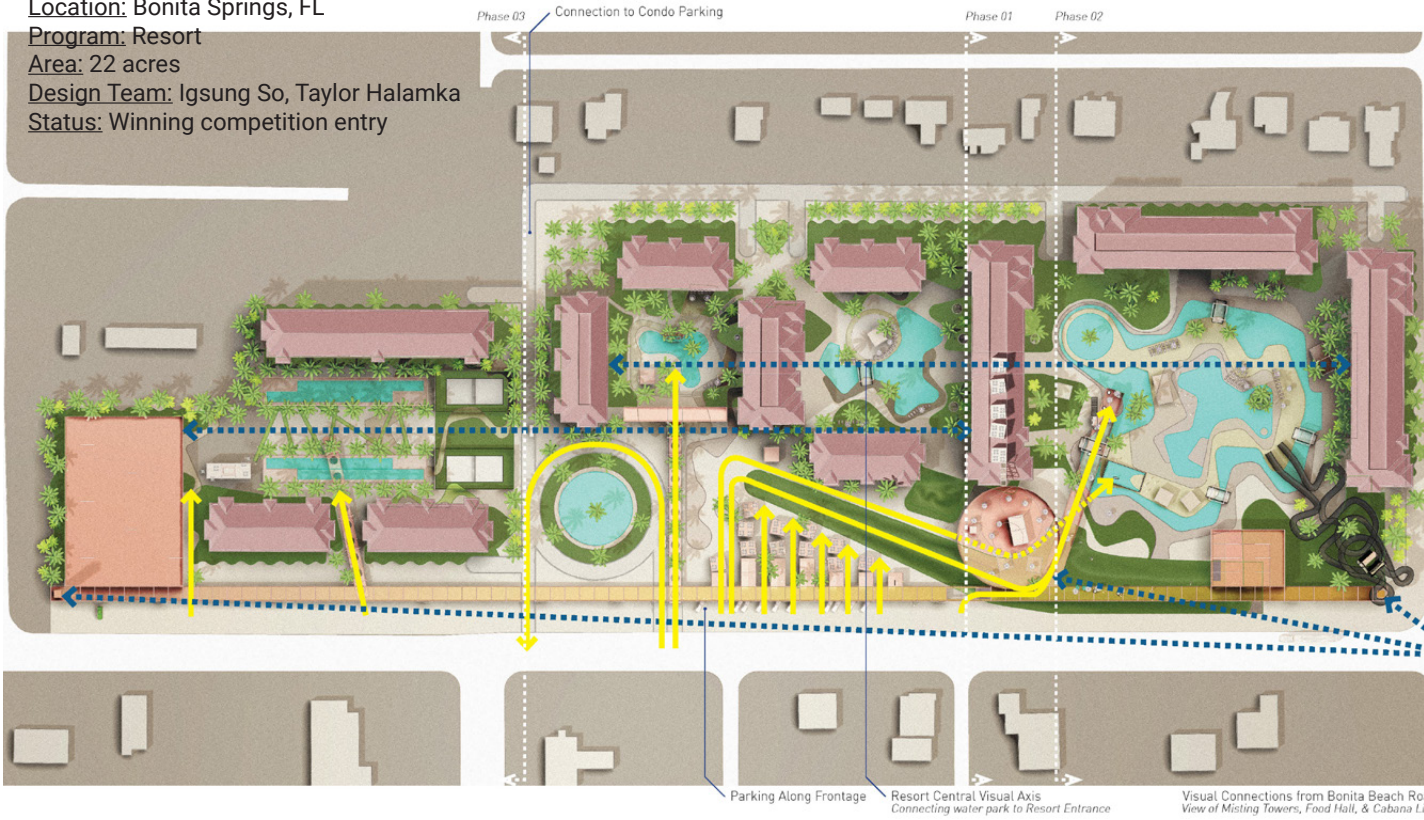 Location: Bonita Springs, FL
Program: Resort
Area: 22 acres
Design Team: Igsung So, Taylor Halamka
Status: Winning competition entry
Phase 03
Connection to Condo Parking
Phase 01
Phase 02
Parking Along Frontage
Resort Central Visual Axis
Connecting water park to Resort Entrance
Visual Connections from Bonita Beach
View of Misting Towers, Food Hall, & Cabana